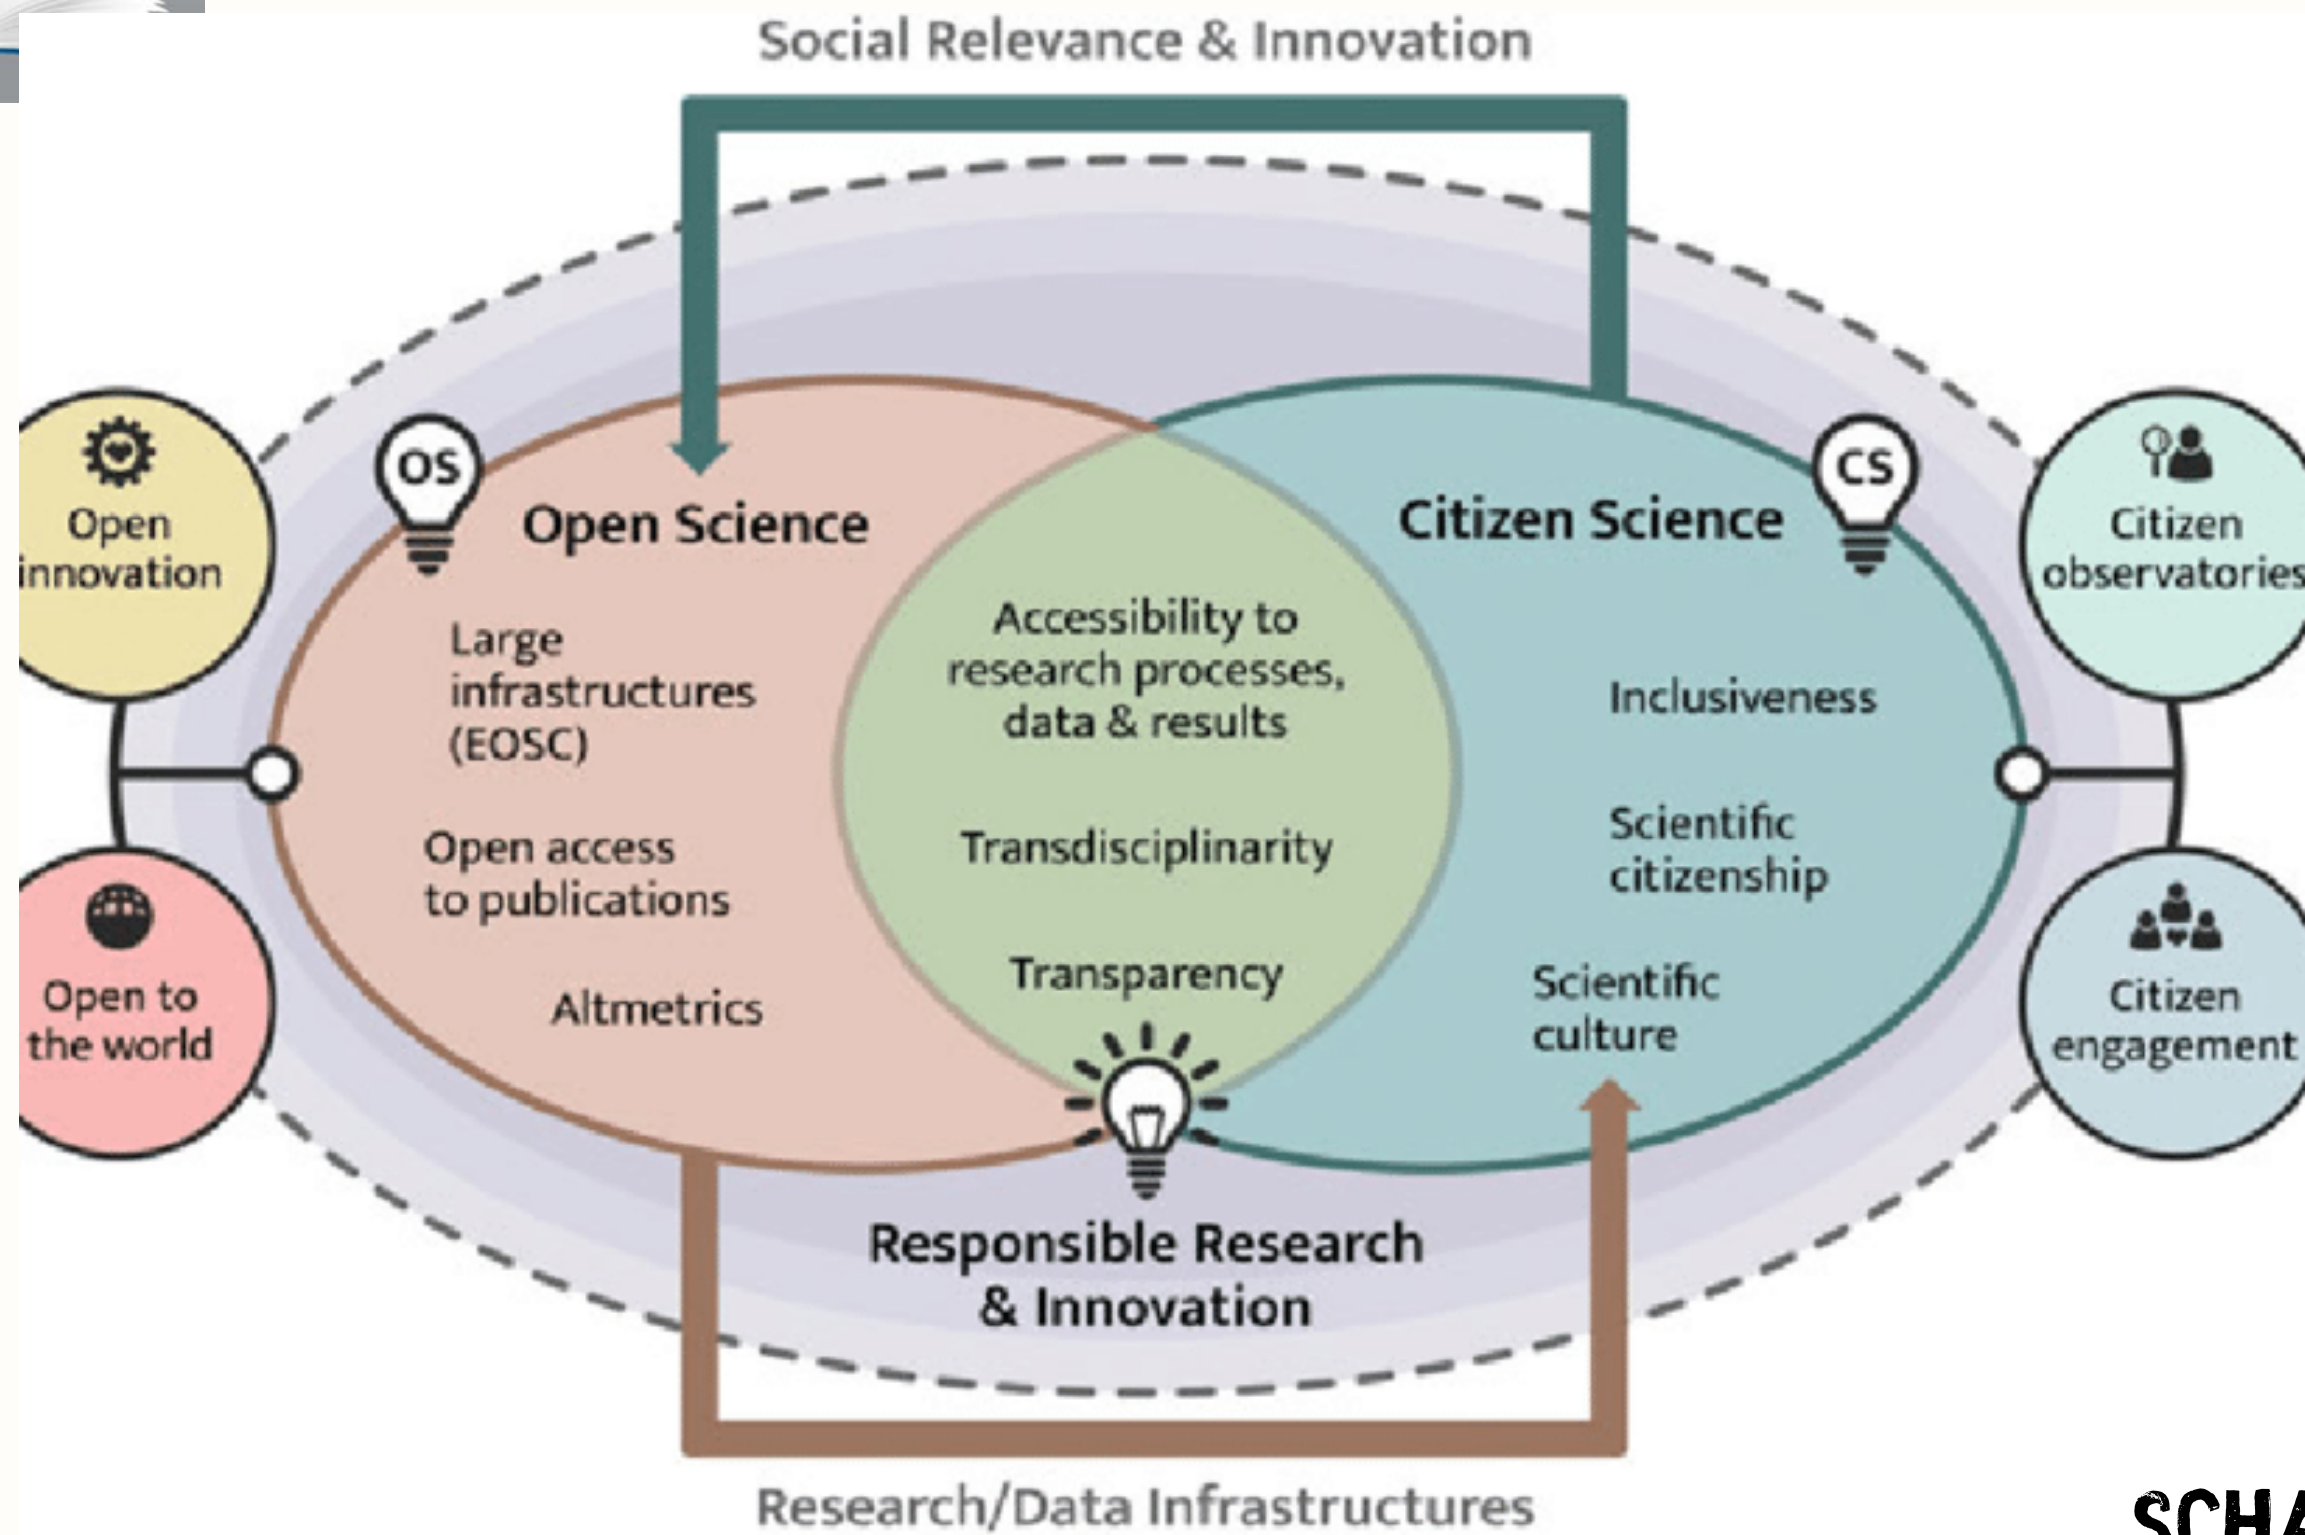 Social Relevance & Innovation
Open
innovation
OS
Open Science
Large
infrastructures
(EOSC)
Open access
to publications
Altmetrics
Open to
the world
Accessibility to
research processes,
data & results
Transdisciplinarity
Transparency
CS
Citizen Science
Inclusiveness
Scientific
citizenship
Scientific
culture
Citizen
observatories
Citizen
engagement
Responsible Research
& Innovation
Research/Data Infrastructures